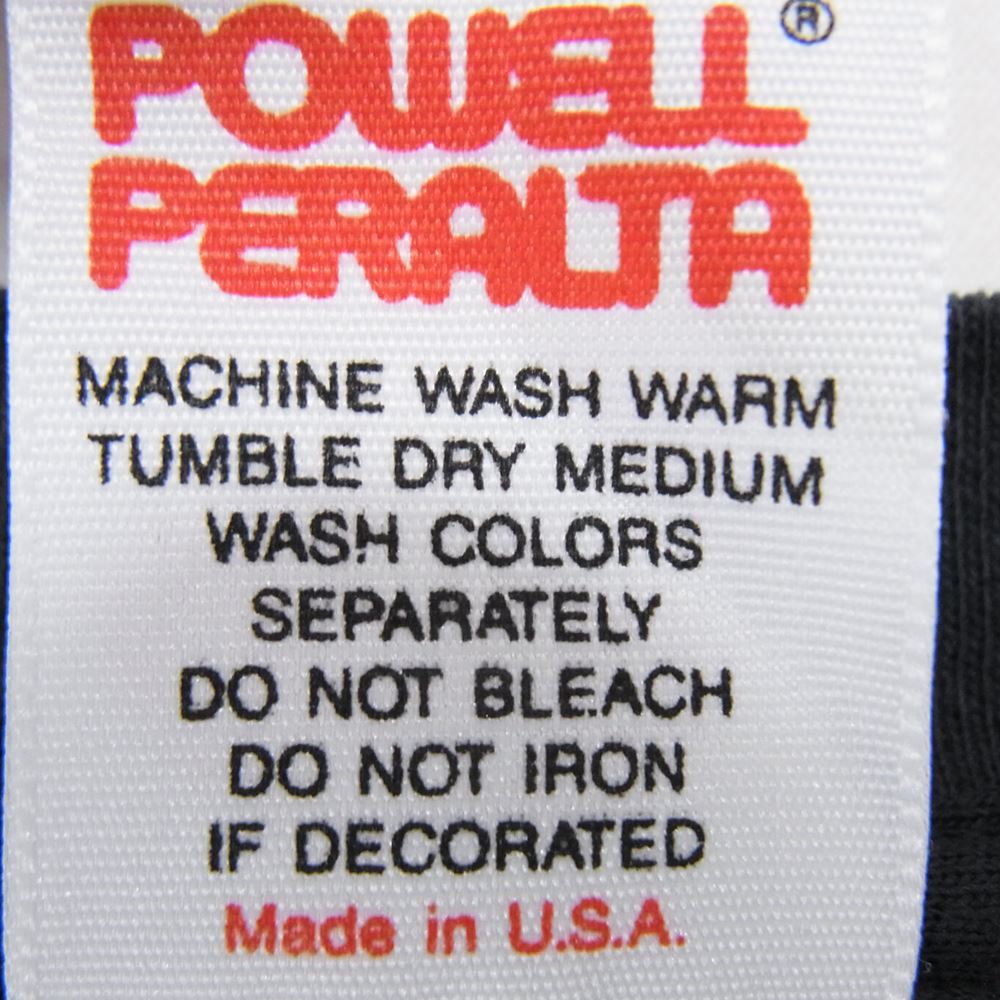 POWELL ®
PERALTA
MACHINE WASH WARM
TUMBLE DRY MEDIUM
WASH COLORS
SEPARATELY
DO NOT BLEACH
DO NOT IRON
IF DECORATED
Made in U.S.A.